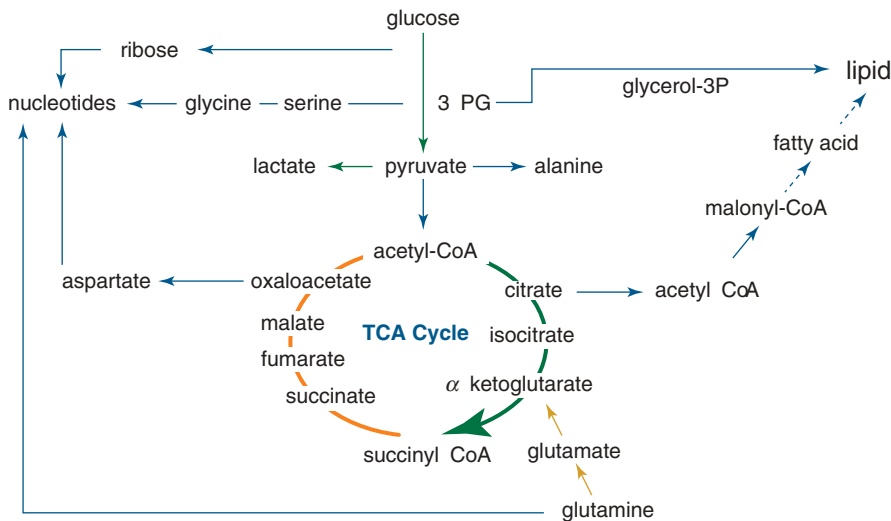 glucose
ribose
glycerol-3P
lipid
nucleotides
glycine
serine
3 PG
fatty acid
lactate
pyruvate
alanine
malonyl-CoA
acetyl-CoA
aspartate
oxaloacetate
citrate
acetyl CoA
malate
TCA Cycle
isocitrate
fumarate
α ketoglutarate
succinate
succinyl CoA
glutamate
glutamine